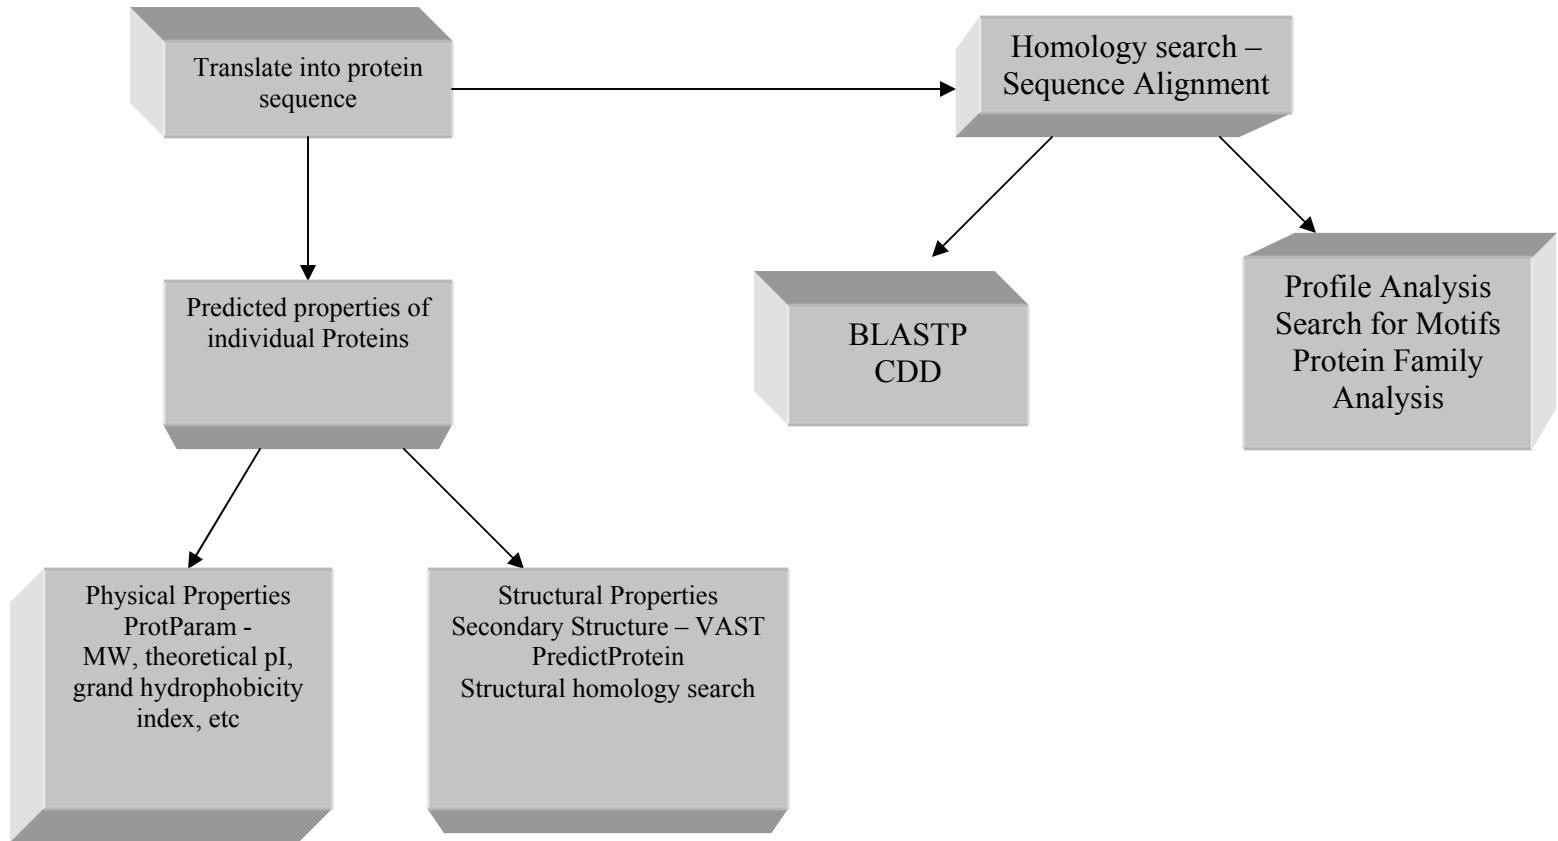 Translate into protein
sequence
Homology search –
Sequence Alignment
Predicted properties of
individual Proteins
BLASTP
CDD
Profile Analysis
Search for Motifs
Protein Family
Analysis
Physical Properties
ProtParam -
MW, theoretical pI,
grand hydrophobicity
index, etc
Structural Properties
Secondary Structure – VAST
PredictProtein
Structural homology search